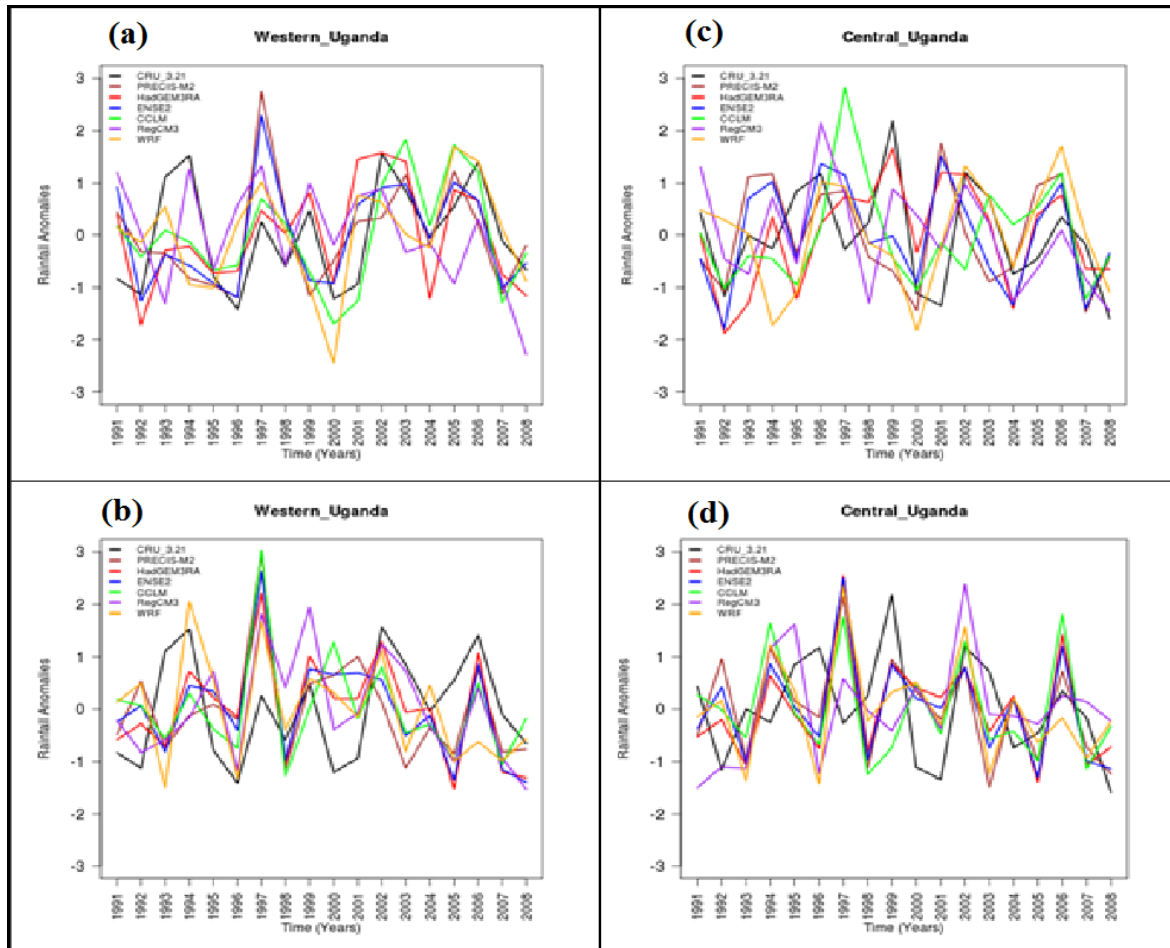 (a)
Western_Uganda
CRU_3.21
PRECIS-M2
HadGEM3RA
ENSE2
CCLM
RegCM3
WRF
Rainfall Anomalies
3
2
1
0
-1
-2
-3
1991 1992 1993 1994 1995 1996 1997 1998 1999 2000 2001 2002 2003 2004 2005 2006 2007 2008
Time (Years)
(c)
Central_Uganda
CRU_3.21
PRECIS-M2
HadGEM3RA
ENSE2
CCLM
RegCM3
WRF
Rainfall Anomalies
3
2
1
0
-1
-2
-3
1991 1992 1993 1994 1995 1996 1997 1998 1999 2000 2001 2002 2003 2004 2005 2006 2007 2008
Time (Years)
(b)
Western_Uganda
CRU_3.21
PRECIS-M2
HadGEM3RA
ENSE2
CCLM
RegCM3
WRF
Rainfall Anomalies
3
2
1
0
-1
-2
-3
1991 1992 1993 1994 1995 1996 1997 1998 1999 2000 2001 2002 2003 2004 2005 2006 2007 2008
Time (Years)
(d)
Central_Uganda
CRU_3.21
PRECIS-M2
HadGEM3RA
ENSE2
CCLM
RegCM3
WRF
Rainfall Anomalies
3
2
1
0
-1
-2
-3
1991 1992 1993 1994 1995 1996 1997 1998 1999 2000 2001 2002 2003 2004 2005 2006 2007 2008
Time (Years)